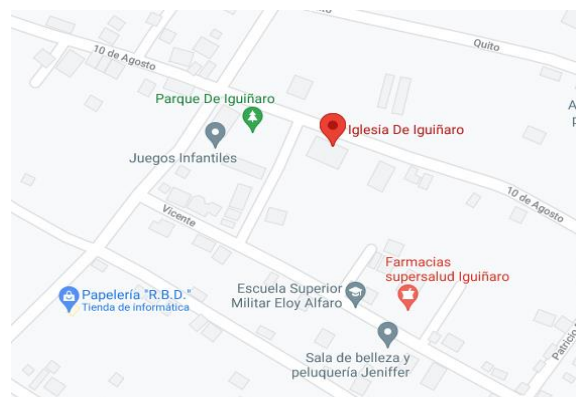 Quito
10 de Agosto
Parque De Iguiñaro
Iglesia De Iguiñaro
Juegos Infantiles
10 de Agosto
Vicente
Farmacias
supersalud Iguiñaro
Escuela Superior
Militar Eloy Alfaro
Papelería "R.B.D."
Tienda de informática
Sala de belleza y
peluquería Jeniffer
Patricio